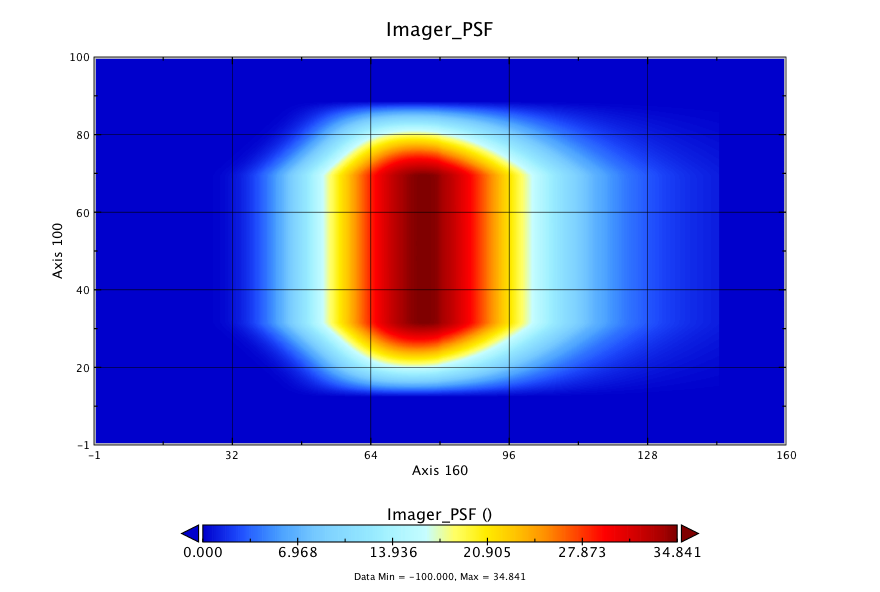 Imager_PSF
100
80
60
40
20
−1
Axis 100
−1 32 64 96 128 160
Axis 160
Imager_PSF ()
0.000 6.968 13.936 20.905 27.873 34.841
Data Min = −100.000, Max = 34.841